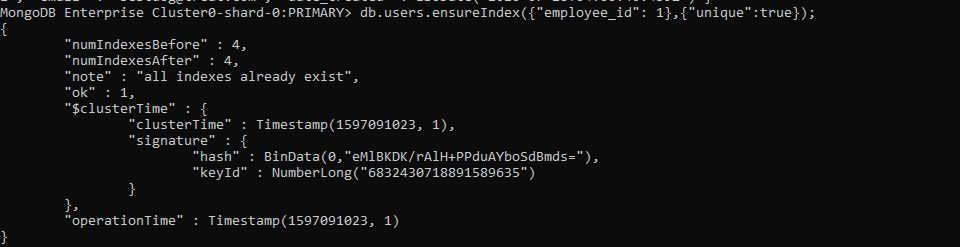 MongoDB Enterprise Cluster0-shard-0:PRIMARY> db.users.ensureIndex({"employee_id": 1},{"unique":true});
{
        "numIndexesBefore" : 4,
        "numIndexesAfter" : 4,
        "note" : "all indexes already exist",
        "ok" : 1,
        "$clusterTime" : {
                "clusterTime" : Timestamp(1597091023, 1),
                "signature" : {
                        "hash" : BinData(0,"eMlBKDK/rAlH+PPduAYboSdBmds="),
                        "keyId" : NumberLong("6832430718891589635")
                }
        },
        "operationTime" : Timestamp(1597091023, 1)
}